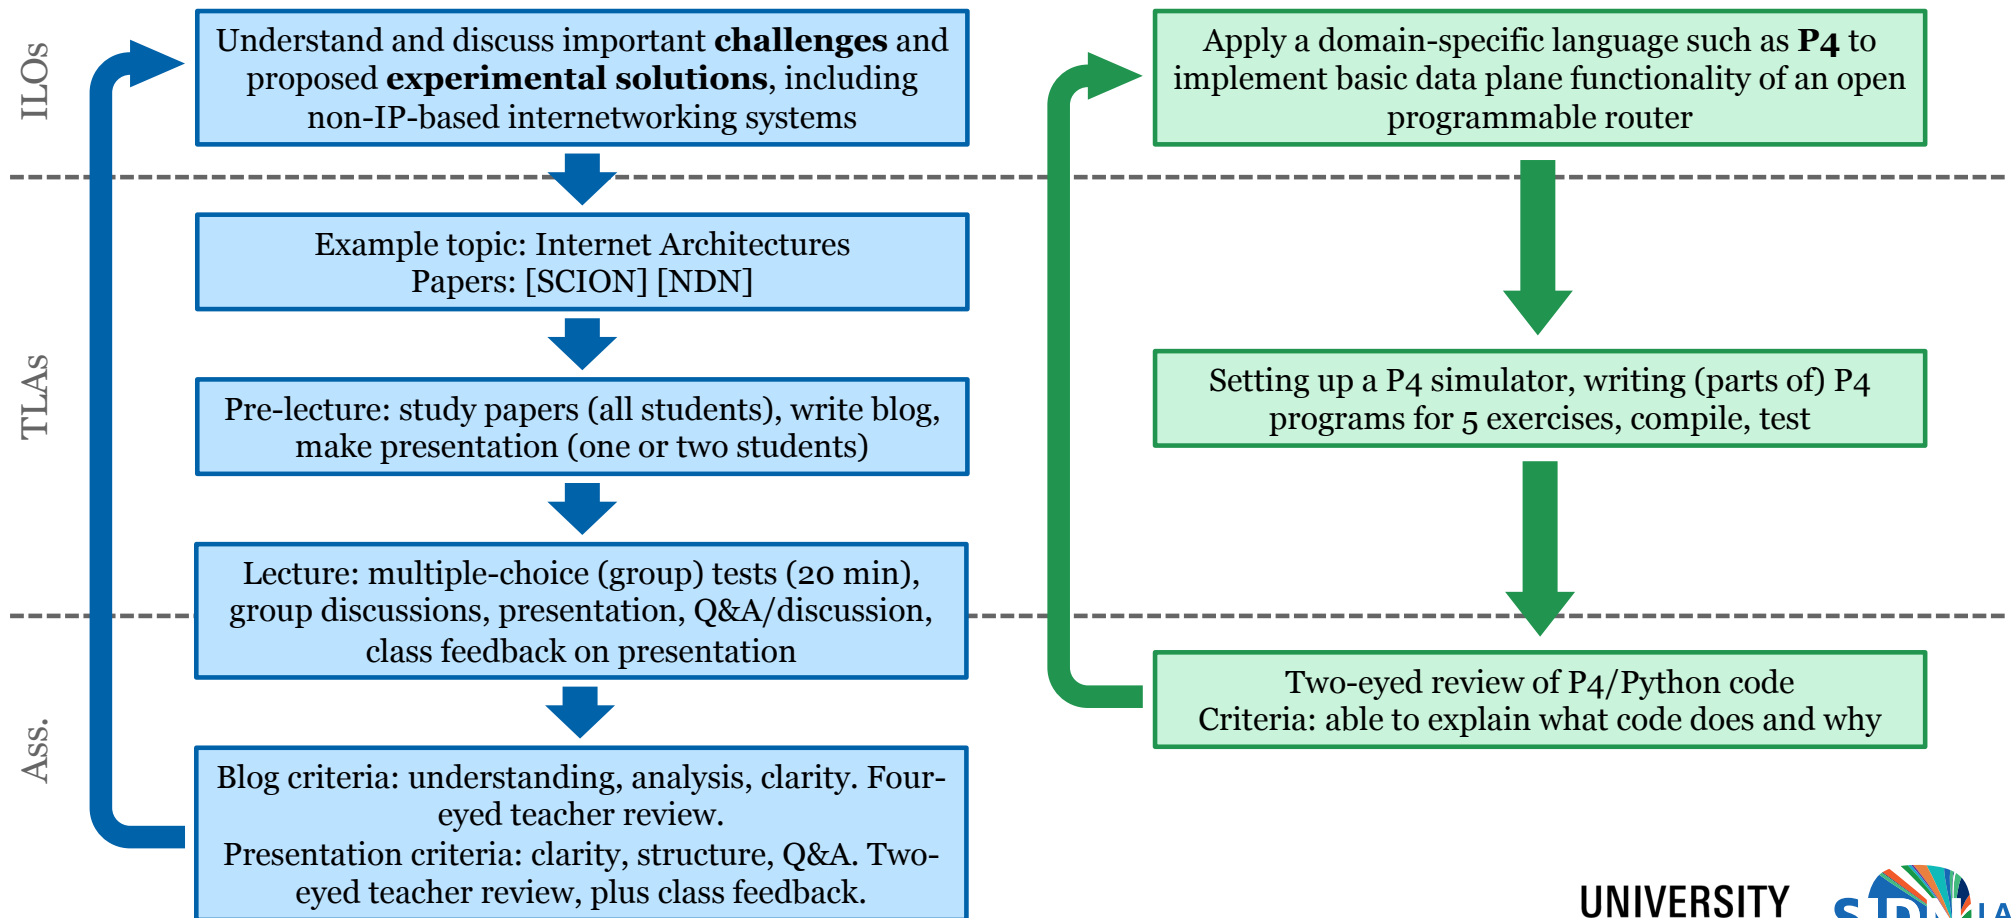 ILOs
Understand and discuss important challenges and
proposed experimental solutions, including
non-IP-based internetworking systems
Apply a domain-specific language such as P4 to
implement basic data plane functionality of an open
programmable router
TLAs
Example topic: Internet Architectures
Papers: [SCION] [NDN]
Pre-lecture: study papers (all students), write blog,
make presentation (one or two students)
Setting up a P4 simulator, writing (parts of) P4
programs for 5 exercises, compile, test
Lecture: multiple-choice (group) tests (20 min),
group discussions, presentation, Q&A/discussion,
class feedback on presentation
Ass.
Two-eyed review of P4/Python code
Criteria: able to explain what code does and why
Blog criteria: understanding, analysis, clarity. Four-
eyed teacher review.
Presentation criteria: clarity, structure, Q&A. Two-
eyed teacher review, plus class feedback.
UNIVERSITY